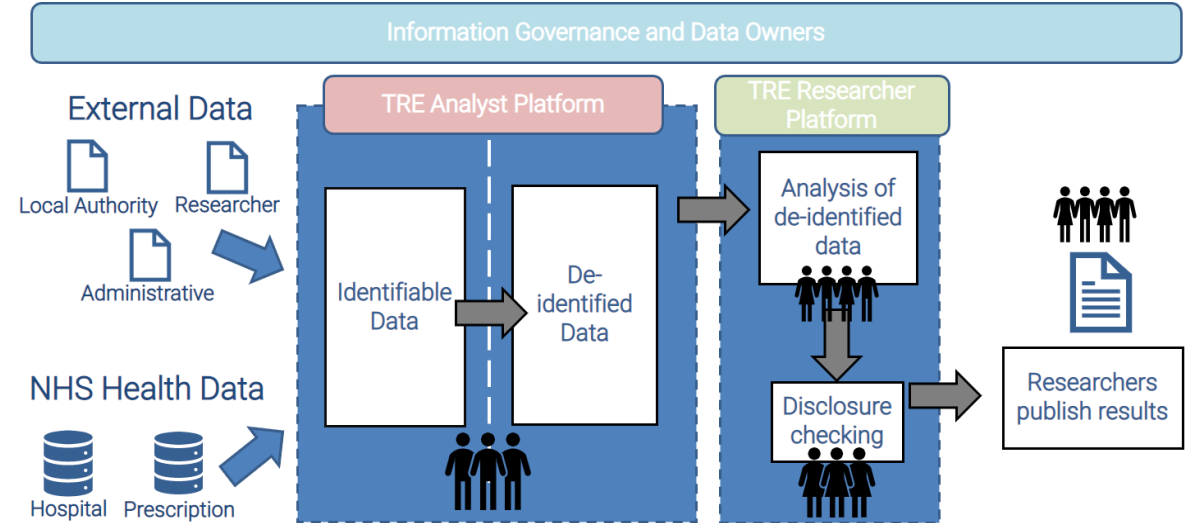 Information Governance and Data Owners
External Data
Local Authority
Researcher
Administrative
NHS Health Data
Hospital
Prescription
TRE Analyst Platform
Identifiable
Data
De-
identified
Data
TRE Researcher
Platform
Analysis of
de-identified
data
Disclosure
checking
Researchers
publish results